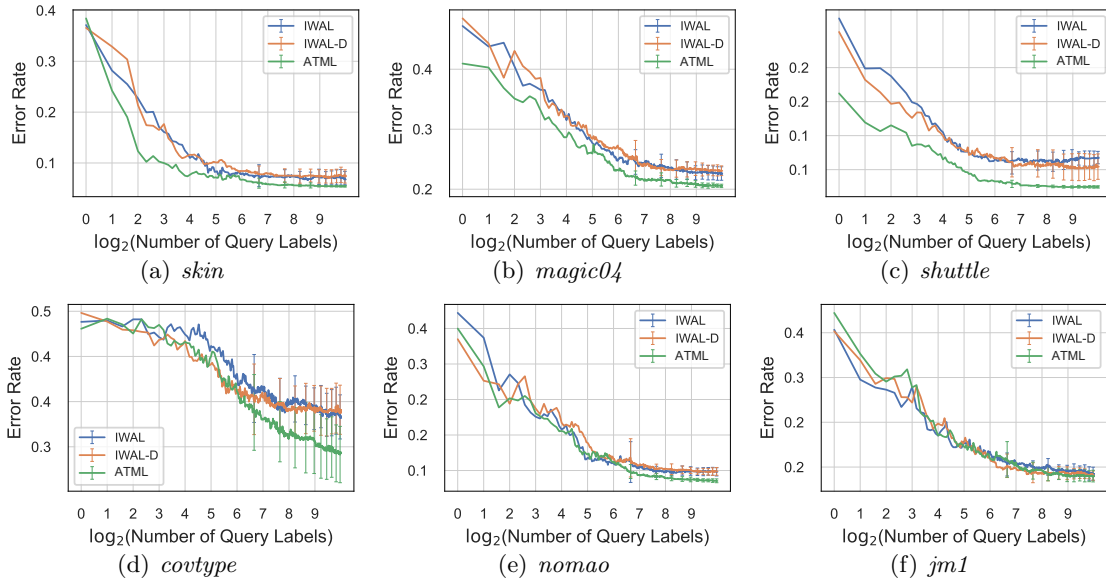 Error Rate
0.4
0.3
0.2
0.1
IWAL
IWAL-D
ATML
0 1 2 3 4 5 6 7 8 9
log₂(Number of Query Labels)
(a) skin
Error Rate
0.4
0.3
0.2
IWAL
IWAL-D
ATML
0 1 2 3 4 5 6 7 8 9
log₂(Number of Query Labels)
(b) magic04
Error Rate
0.2
0.2
0.1
0.1
IWAL
IWAL-D
ATML
0 1 2 3 4 5 6 7 8 9
log₂(Number of Query Labels)
(c) shuttle
Error Rate
0.5
0.4
0.4
0.3
IWAL
IWAL-D
ATML
0 1 2 3 4 5 6 7 8 9
log₂(Number of Query Labels)
(d) covtype
Error Rate
0.4
0.3
0.2
0.1
IWAL
IWAL-D
ATML
0 1 2 3 4 5 6 7 8 9
log₂(Number of Query Labels)
(e) nomao
Error Rate
0.4
0.3
0.2
0.2
IWAL
IWAL-D
ATML
0 1 2 3 4 5 6 7 8 9
log₂(Number of Query Labels)
(f) jm1